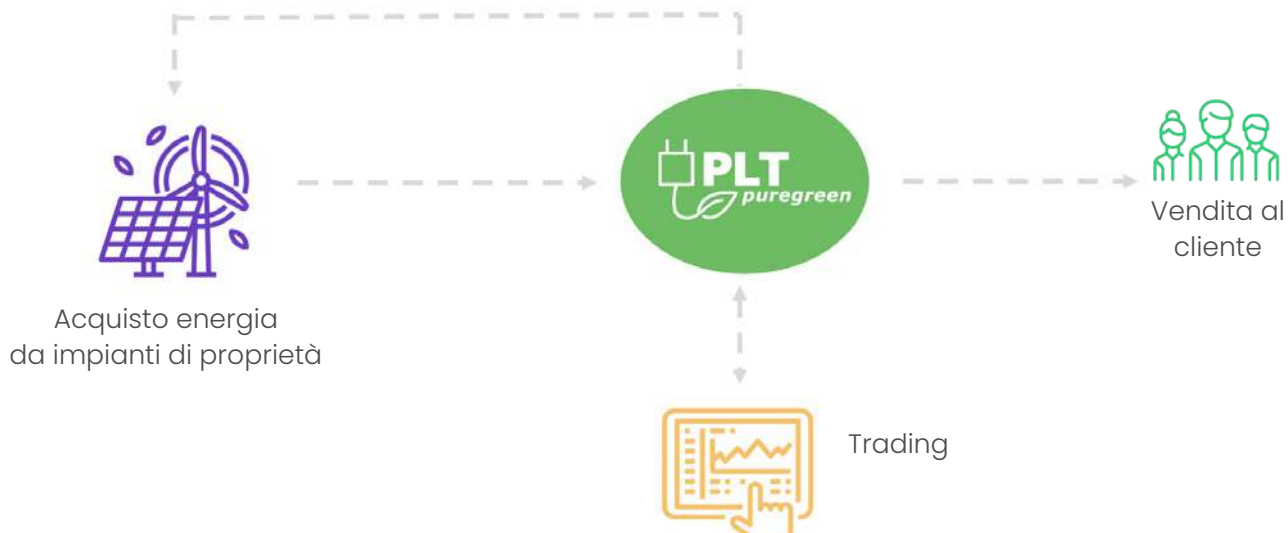 PLT
puregreen
Vendita al
cliente
Acquisto energia
da impianti di proprietà
Trading